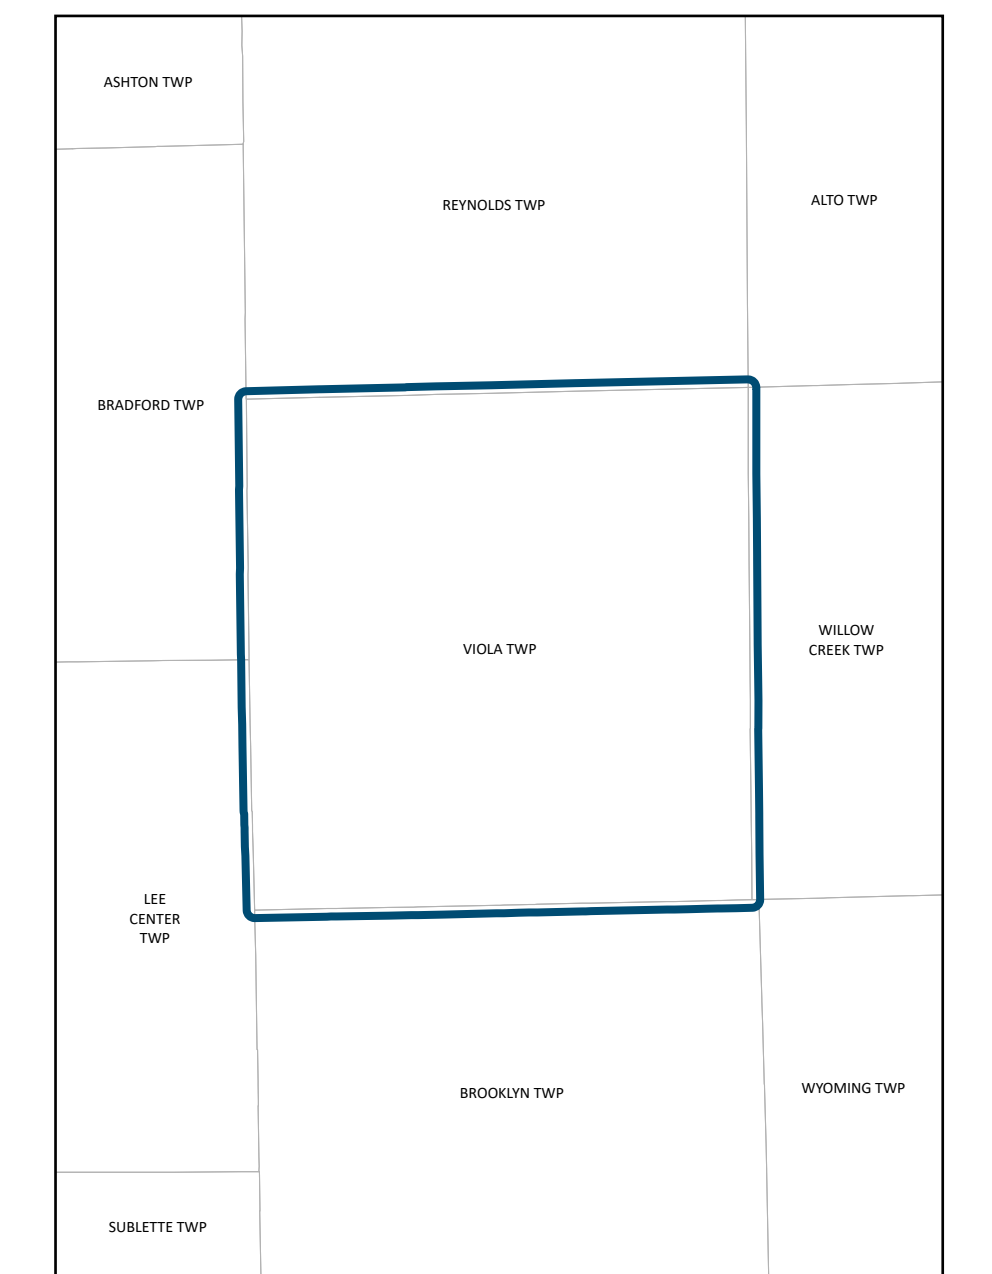 ASHTON TWP
ALTO TWP
REYNOLDS TWP
BRADFORD TWP
WILLOW
CREEK TWP
VIOLA TWP
LEE
CENTER
TWP
WYOMING TWP
BROOKLYN TWP
SUBLETTE TWP